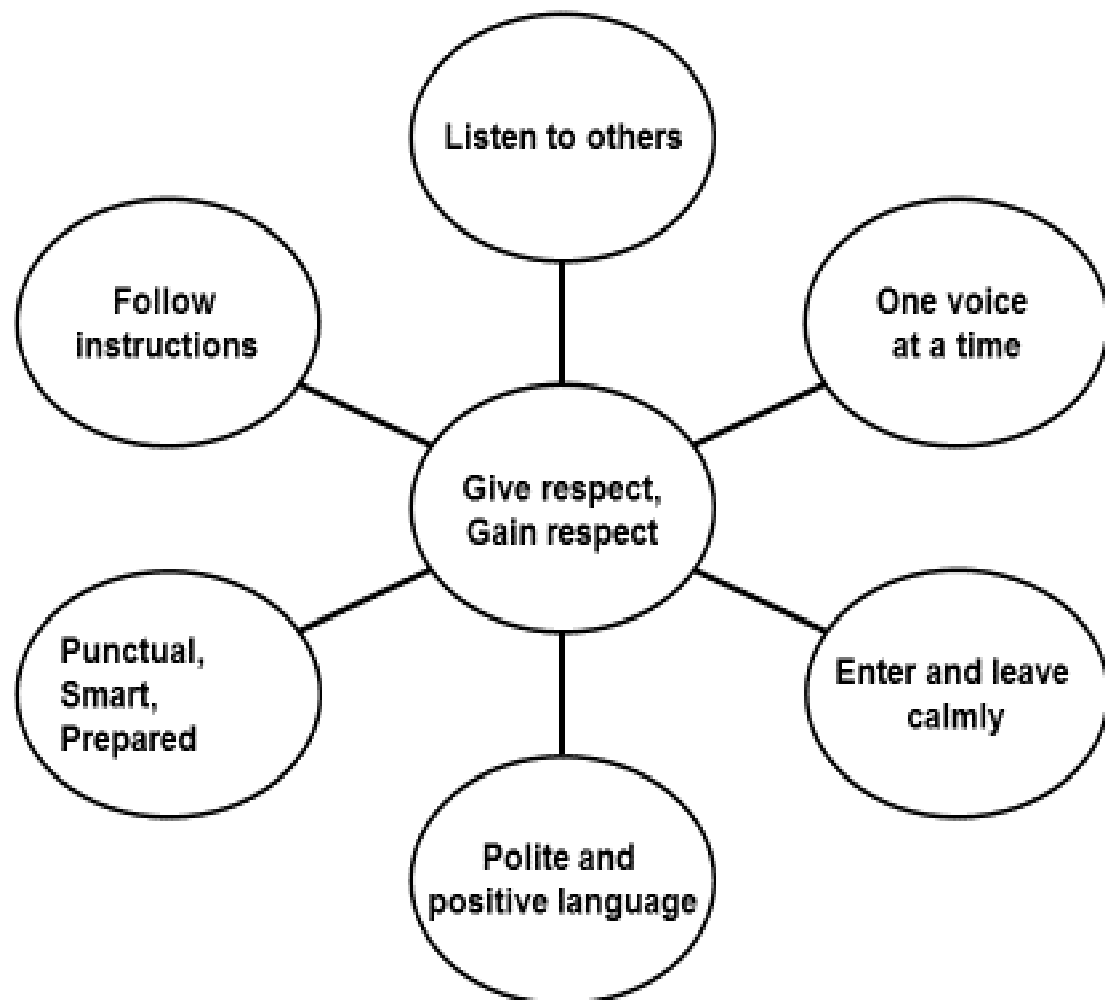 Listen to others
Follow
instructions
One voice
at a time
Give respect,
Gain respect
Punctual,
Smart,
Prepared
Enter and leave
calmly
Polite and
positive language